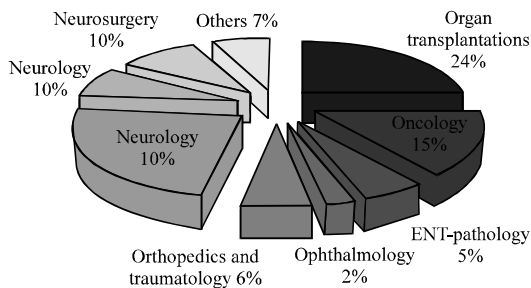 Neurosurgery
10%
Others 7%
Organ
transplantations
24%
Neurology
10%
Oncology
15%
Neurology
10%
ENT-pathology
5%
Orthopedics and
traumatology 6%
Ophthalmology
2%